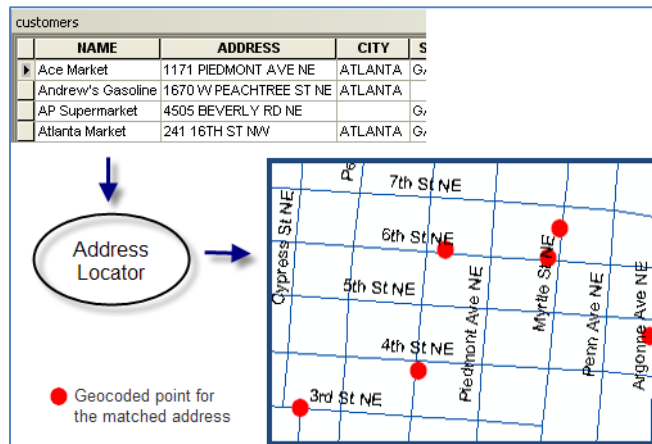 customers
NAME ADDRESS CITY S
Ace Market 1171 PIEDMONT AVE NE ATLANTA GA
Andrew's Gasoline 1670 W PEACHTREE ST NE ATLANTA
AP Supermarket 4505 BEVERLY RD NE GA
Atlanta Market 241 16TH ST NW ATLANTA GA
Address
Locator
7th St NE
6th St NE
5th St NE
4th St NE
3rd St NE
Cypress St NE
Piedmont Ave NE
Myrtle St NE
Penn Ave NE
Argonne Ave NE
Geocoded point for
the matched address